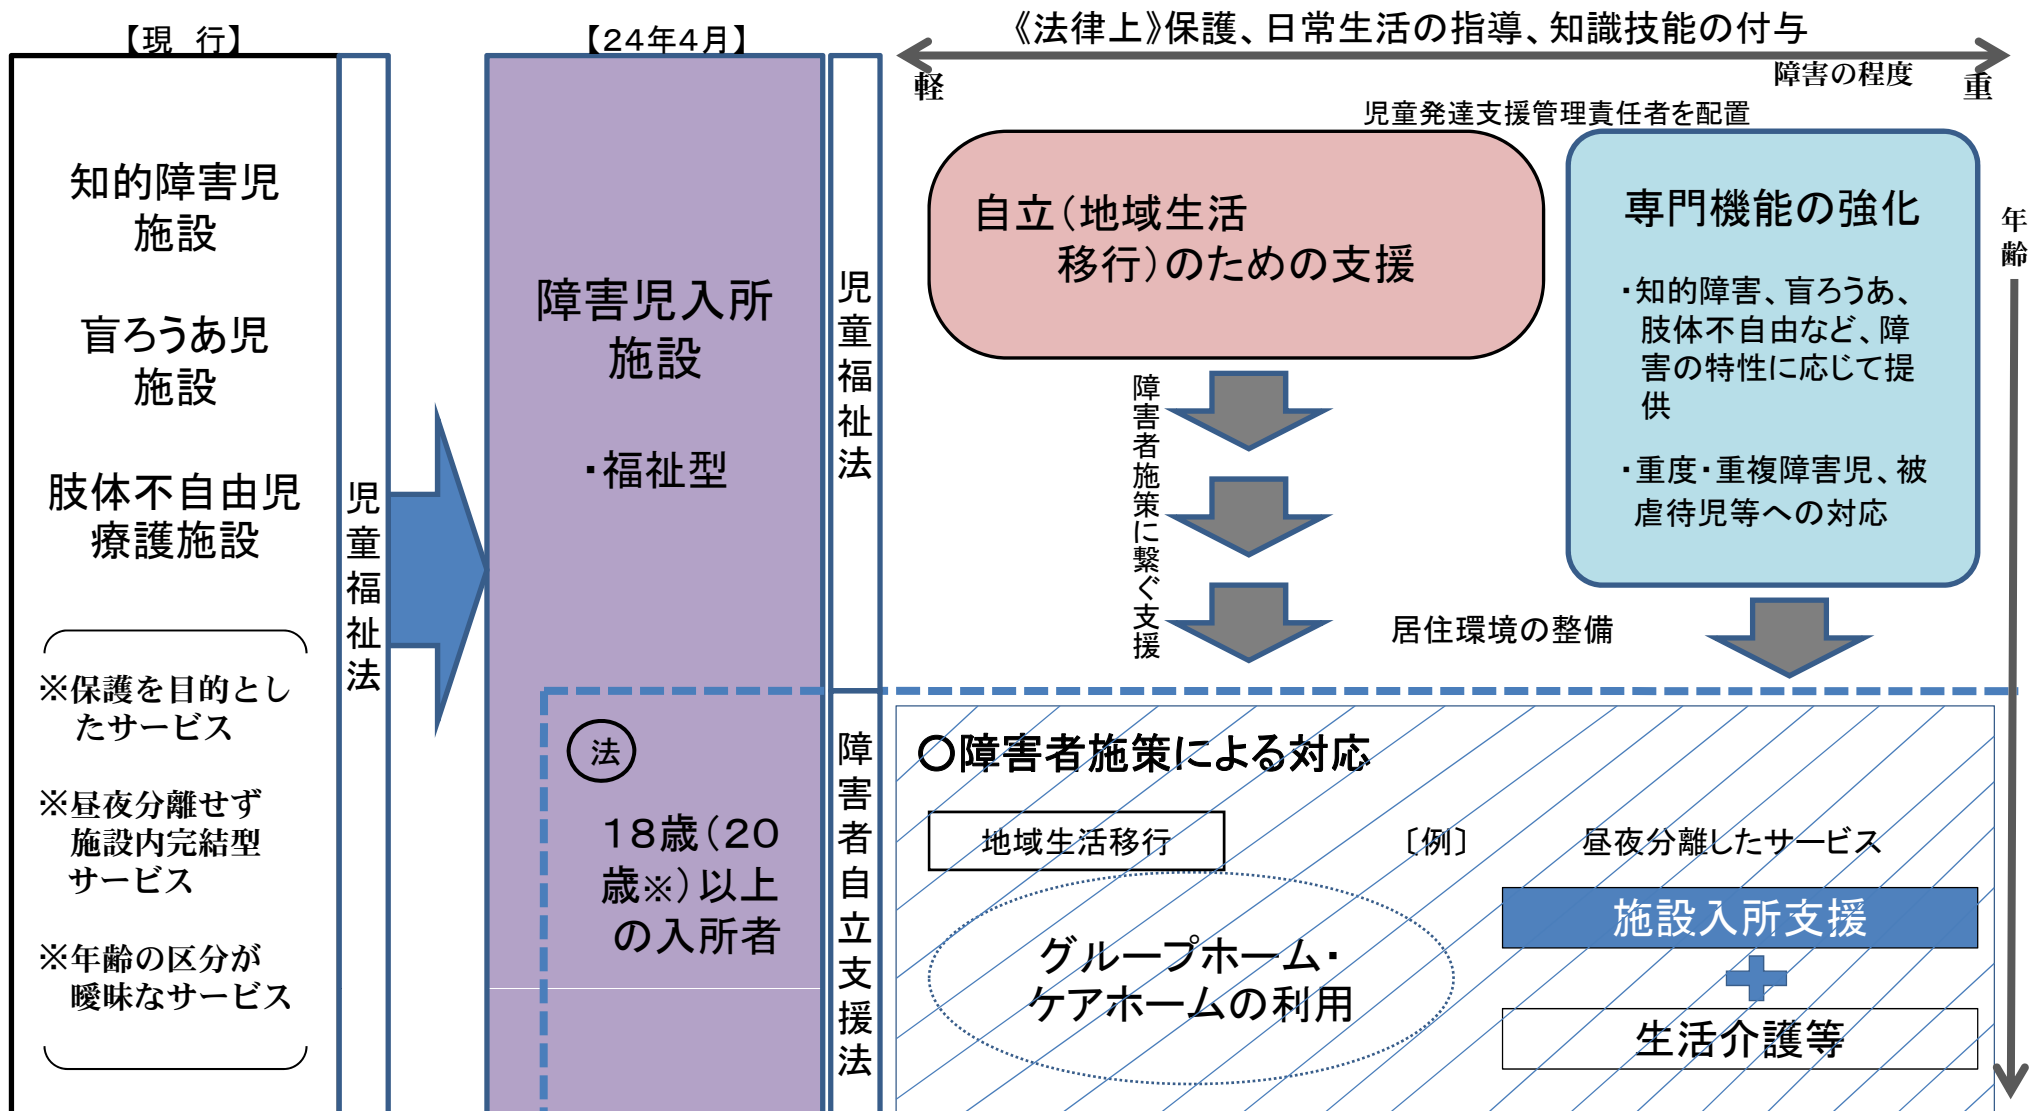 【現　行】
知的障害児
施設
盲ろうあ児
施設
肢体不自由児
療護施設
※保護を目的とし
たサービス
※昼夜分離せず
施設内完結型
サービス
※年齢の区分が
曖昧なサービス
児童福祉法
【24年4月】
障害児入所
施設
・福祉型
法
18歳(20
歳※)以上
の入所者
児童福祉法
障害者自立支援法
《法律上》保護、日常生活の指導、知識技能の付与
軽
障害の程度
重
児童発達支援管理責任者を配置
自立(地域生活
移行)のための支援
専門機能の強化
・知的障害、盲ろうあ、
肢体不自由など、障
害の特性に応じて提
供
・重度・重複障害児、被
虐待児等への対応
年齢
障害者施策に繋ぐ支援
居住環境の整備
○障害者施策による対応
地域生活移行
〔例〕
昼夜分離したサービス
グループホーム・
ケアホームの利用
施設入所支援
生活介護等